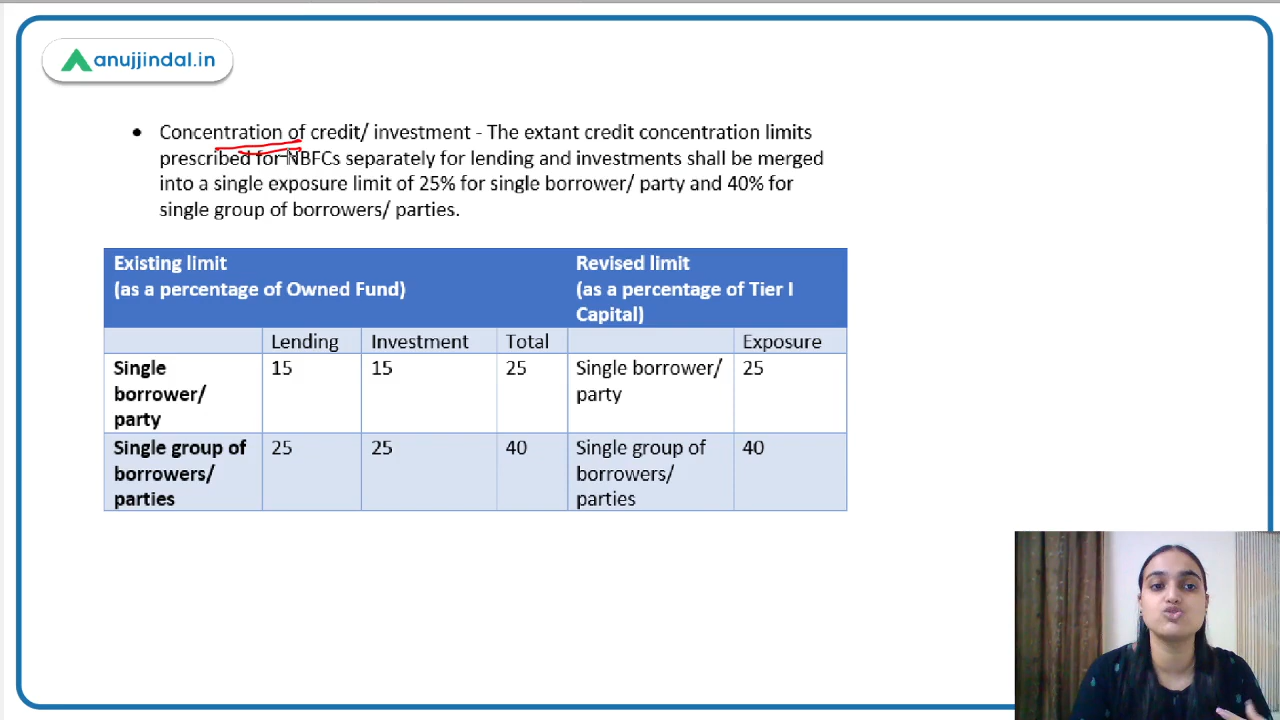 anujjindal.in
• Concentration of credit/ investment - The extant credit concentration limits
prescribed for NBFCs separately for lending and investments shall be merged
into a single exposure limit of 25% for single borrower/ party and 40% for
single group of borrowers/ parties.
Existing limit
(as a percentage of Owned Fund)
Revised limit
(as a percentage of Tier I
Capital)
Lending Investment Total Exposure
Single
borrower/
party
15 15 25
Single borrower/
party
25
Single group of
borrowers/
parties
25 25 40
Single group of
borrowers/
parties
40